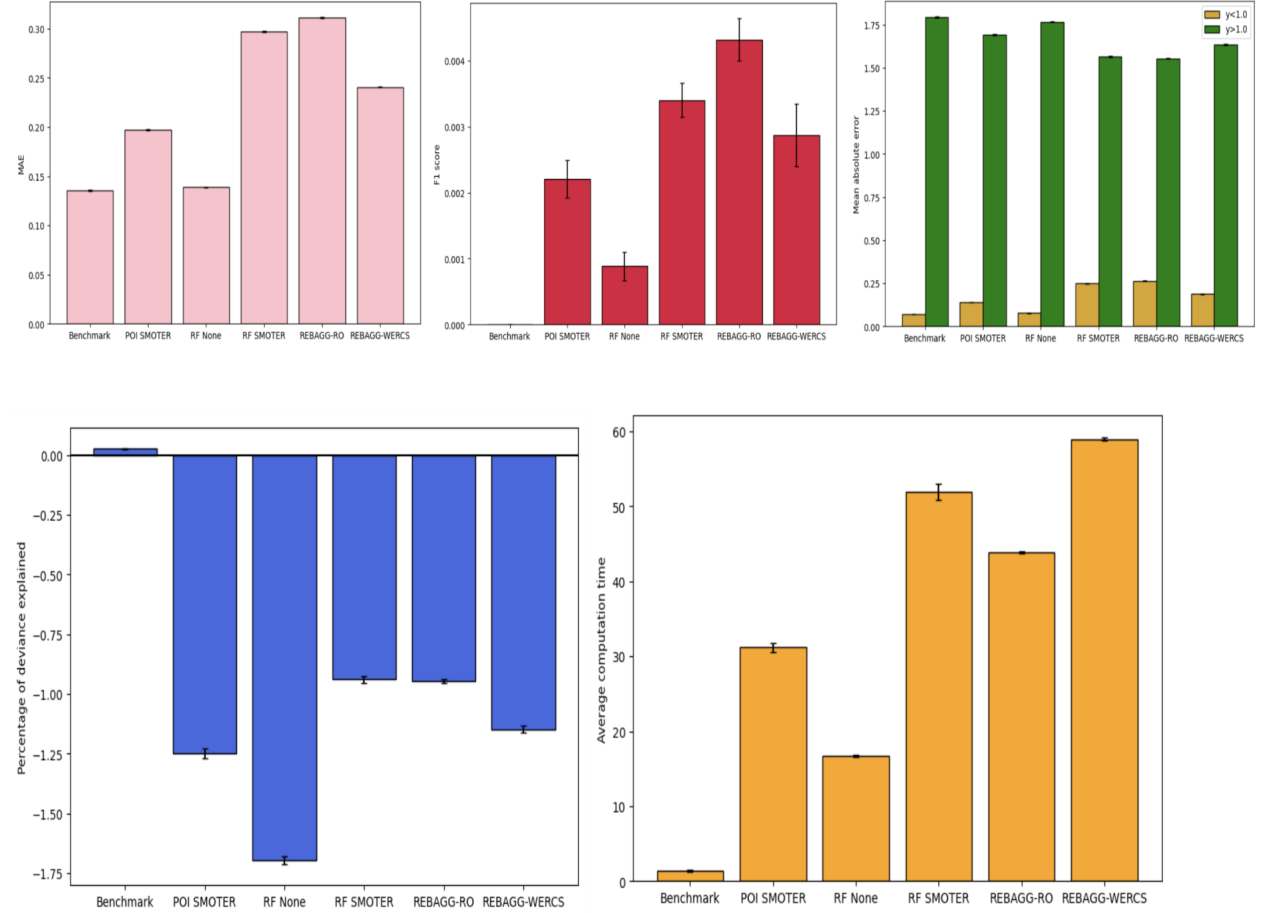 MAE
0.30
0.25
0.20
0.15
0.10
0.05
0.00
Benchmark POI SMOTER RF None RF SMOTER REBAGG-RO REBAGG-WERCS
F1 score
0.004
0.003
0.002
0.001
0.000
Benchmark POI SMOTER RF None RF SMOTER REBAGG-RO REBAGG-WERCS
Mean absolute error
1.75
1.50
1.25
1.00
0.75
0.50
0.25
0.00
y<1.0
y>1.0
Benchmark POI SMOTER RF None RF SMOTER REBAGG-RO REBAGG-WERCS
Percentage of deviance explained
0.00
−0.25
−0.50
−0.75
−1.00
−1.25
−1.50
−1.75
Benchmark POI SMOTER RF None RF SMOTER REBAGG-RO REBAGG-WERCS
Average computation time
60
50
40
30
20
10
0
Benchmark POI SMOTER RF None RF SMOTER REBAGG-RO REBAGG-WERCS